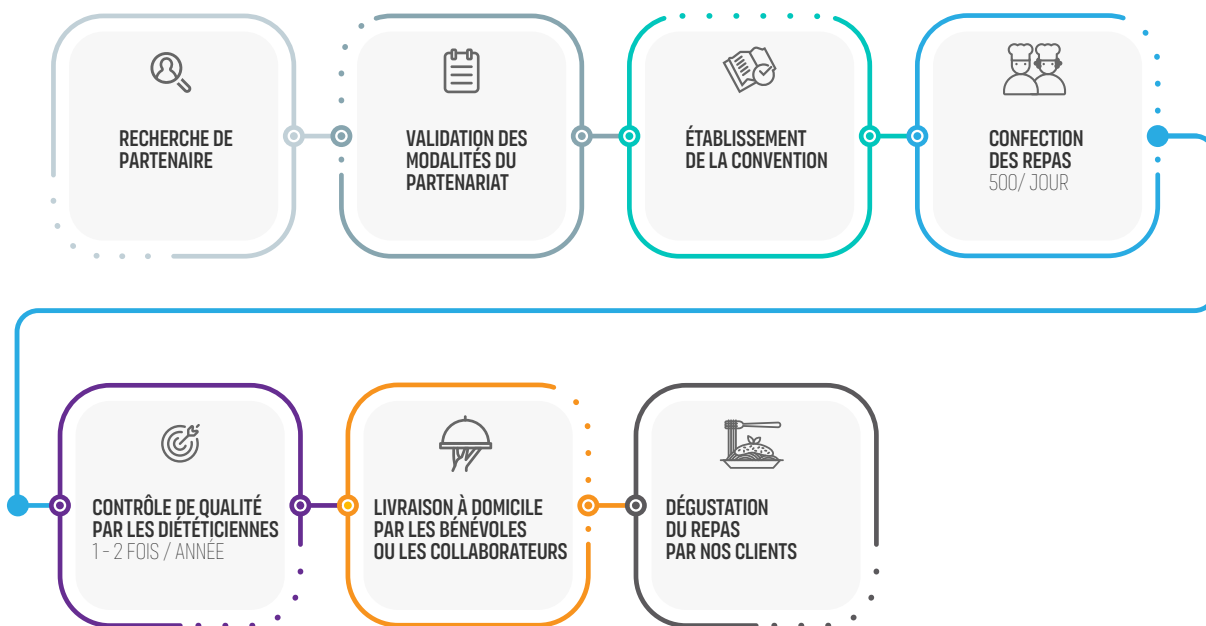 RECHERCHE DE
PARTENAIRE
VALIDATION DES
MODALITÉS DU
PARTENARIAT
ÉTABLISSEMENT
DE LA CONVENTION
CONFECTION
DES REPAS
500/ JOUR
CONTRÔLE DE QUALITÉ
PAR LES DIÉTÉTICIENNES
1 - 2 FOIS / ANNÉE
LIVRAISON À DOMICILE
PAR LES BÉNÉVOLES
OU LES COLLABORATEURS
DÉGUSTATION
DU REPAS
PAR NOS CLIENTS